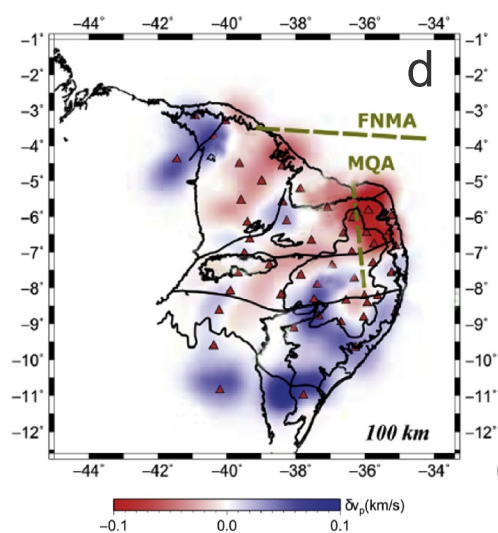 −44˚ −42˚ −40˚ −38˚ −36˚ −34˚
−1˚ −1˚
d
−2˚ −2˚
−3˚ −3˚
FNMA
−4˚ −4˚
MQA
−5˚ −5˚
−6˚ −6˚
−7˚ −7˚
−8˚ −8˚
−9˚ −9˚
−10˚ −10˚
−11˚ −11˚
−12˚ 100 km −12˚
−44˚ −42˚ −40˚ −38˚ −36˚ −34˚
δvp(km/s)
−0.1 0.0 0.1